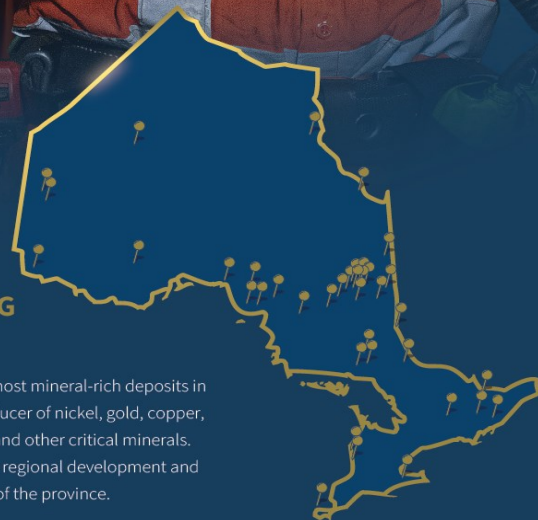 G
most mineral-rich deposits in
ucer of nickel, gold, copper,
and other critical minerals.
regional development and
of the province.